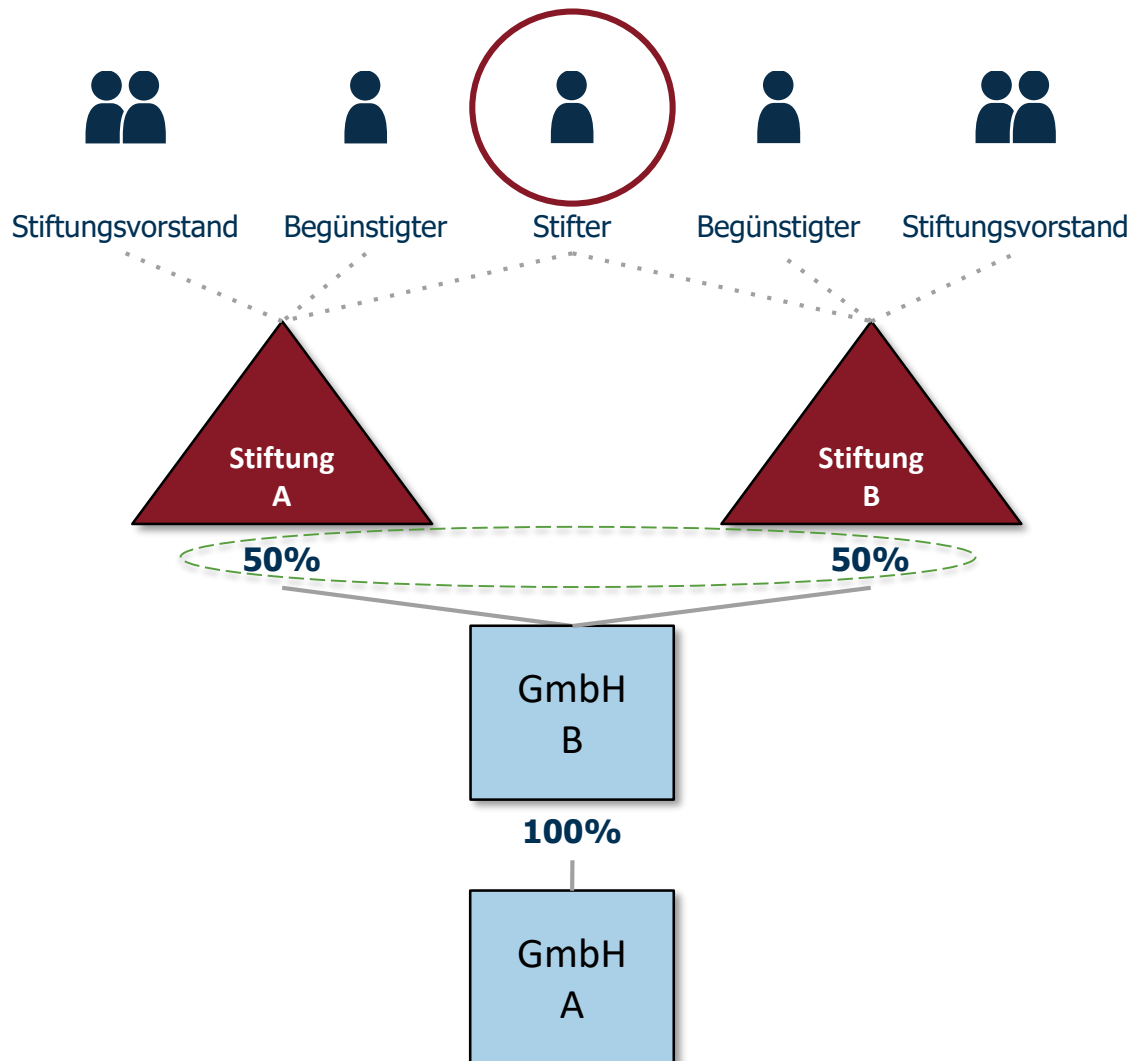 Stiftungsvorstand Begünstigter Stifter Begünstigter Stiftungsvorstand
Stiftung
A
Stiftung
B
50% 50%
GmbH
B
100%
GmbH
A